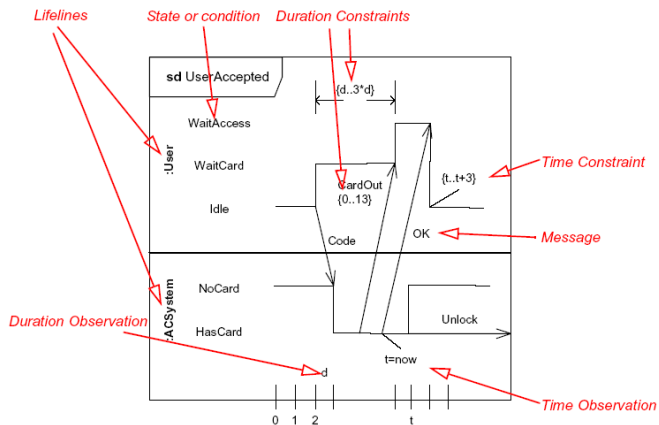 Lifelines
State or condition
Duration Constraints
sd UserAccepted
{d..3*d}
WaitAccess
:User
WaitCard
CardOut
{0..13}
{t..t+3}
Time Constraint
Idle
Code
OK
Message
:ACSystem
NoCard
HasCard
Unlock
Duration Observation
t=now
d
Time Observation
0 1 2 t